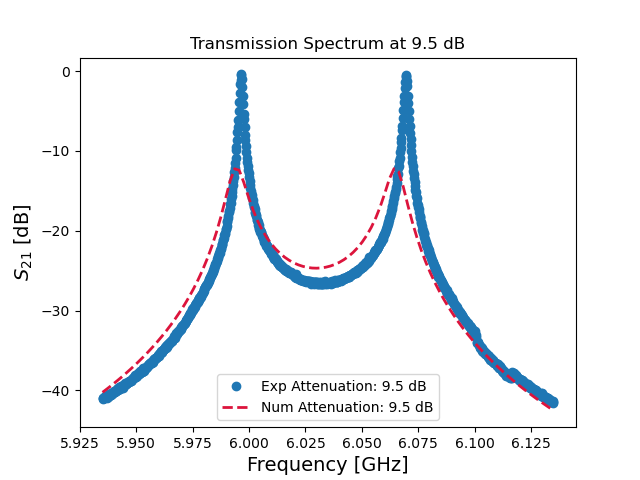 Transmission Spectrum at 9.5 dB
S21 [dB]
0
−10
−20
−30
−40
Exp Attenuation: 9.5 dB
Num Attenuation: 9.5 dB
5.925 5.950 5.975 6.000 6.025 6.050 6.075 6.100 6.125
Frequency [GHz]